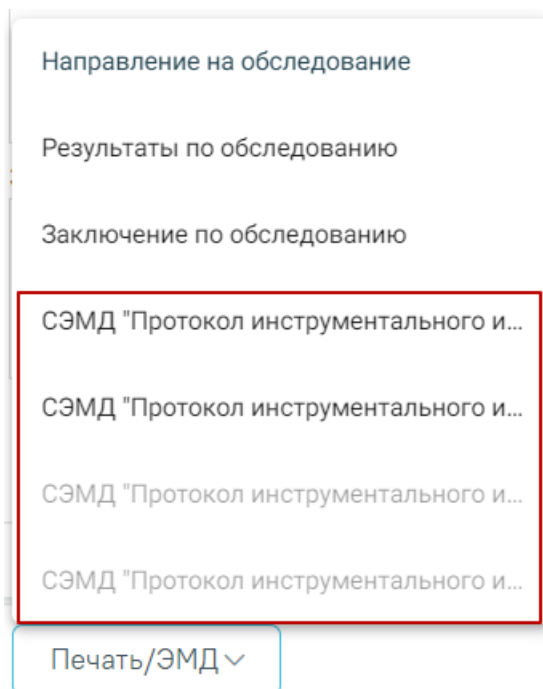 Направление на обследование
Результаты по обследованию
Заключение по обследованию
СЭМД "Протокол инструментального и...
СЭМД "Протокол инструментального и...
СЭМД "Протокол инструментального и...
СЭМД "Протокол инструментального и...
Печать/ЭМД